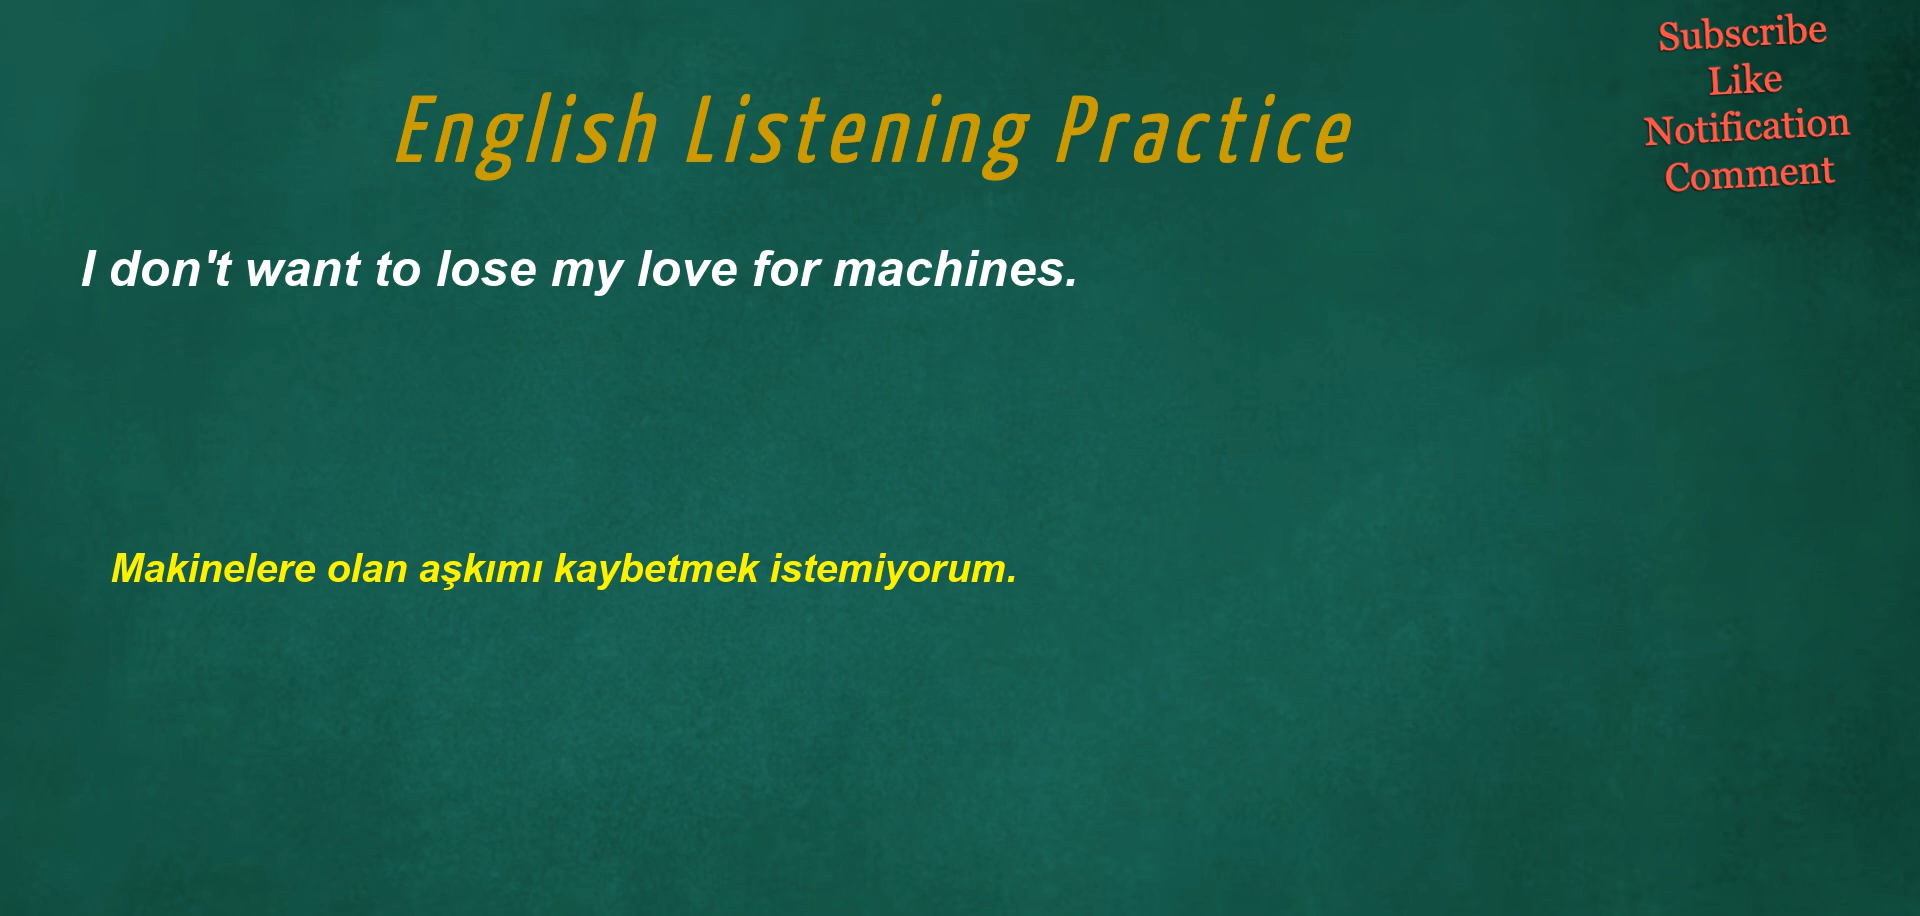 Subscribe
Like
Notification
Comment
English Listening Practice
I don't want to lose my love for machines.
Makinelere olan aşkımı kaybetmek istemiyorum.